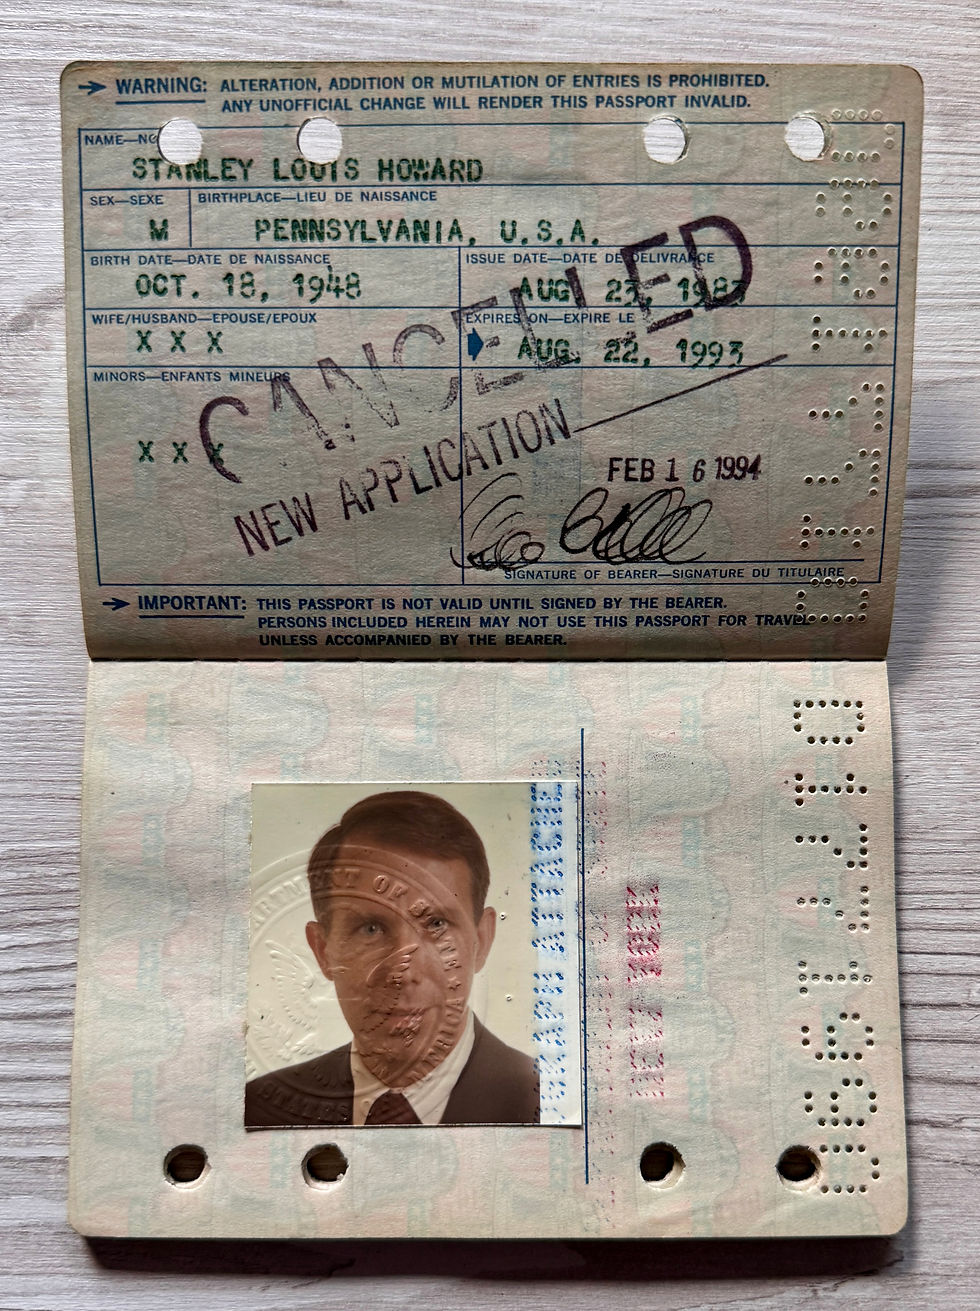 WARNING: ALTERATION, ADDITION OR MUTILATION OF ENTRIES IS PROHIBITED.
ANY UNOFFICIAL CHANGE WILL RENDER THIS PASSPORT INVALID.
NAME—NO
STANLEY LOUIS HOWARD
SEX—SEXE BIRTHPLACE—LIEU DE NAISSANCE
M PENNSYLVANIA, U.S.A.
BIRTH DATE—DATE DE NAISSANCE ISSUE DATE—DATE DE DELIVRANCE
OCT. 18, 1948 AUG 23, 1983
WIFE/HUSBAND—EPOUSE/EPOUX EXPIRES ON—EXPIRE LE
X X X AUG. 22, 1993
MINORS—ENFANTS MINEURS
X X X
CANCELLED
NEW APPLICATION
FEB 16 1994
SIGNATURE OF BEARER—SIGNATURE DU TITULAIRE
IMPORTANT: THIS PASSPORT IS NOT VALID UNTIL SIGNED BY THE BEARER.
PERSONS INCLUDED HEREIN MAY NOT USE THIS PASSPORT FOR TRAVEL
UNLESS ACCOMPANIED BY THE BEARER.